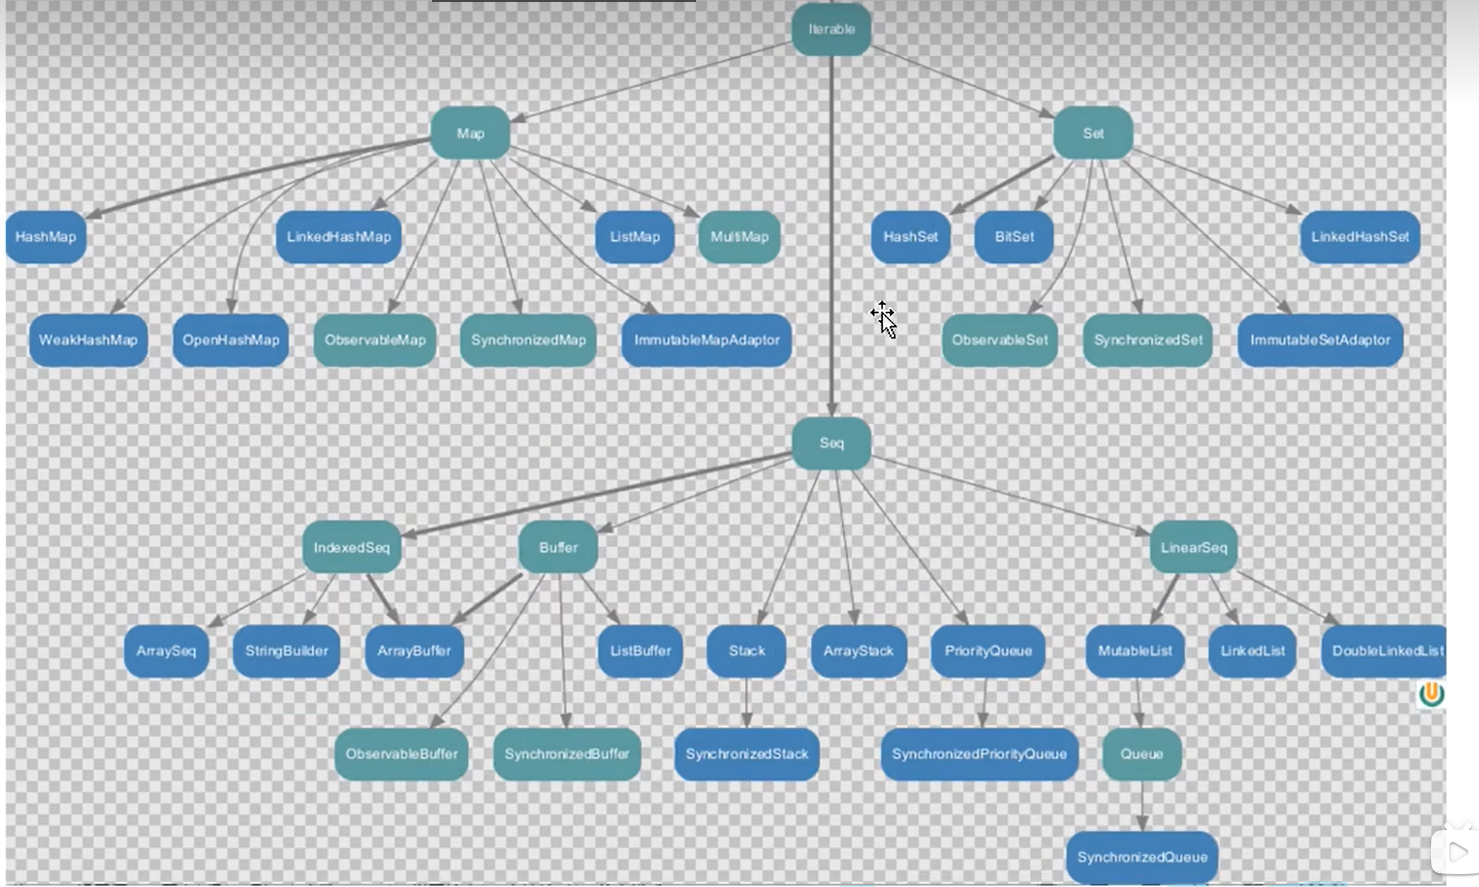 Iterable
Map
Set
HashMap
LinkedHashMap
ListMap
MultiMap
HashSet
BitSet
LinkedHashSet
WeakHashMap
OpenHashMap
ObservableMap
SynchronizedMap
ImmutableMapAdaptor
ObservableSet
SynchronizedSet
ImmutableSetAdaptor
Seq
IndexedSeq
Buffer
LinearSeq
ArraySeq
StringBuilder
ArrayBuffer
ListBuffer
Stack
ArrayStack
PriorityQueue
MutableList
LinkedList
DoubleLinkedList
ObservableBuffer
SynchronizedBuffer
SynchronizedStack
SynchronizedPriorityQueue
Queue
SynchronizedQueue